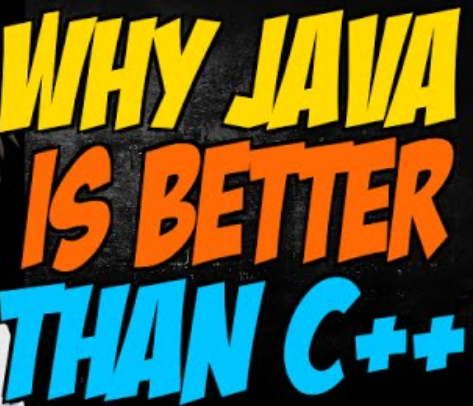 WHY JAVA
IS BETTER
THAN C++